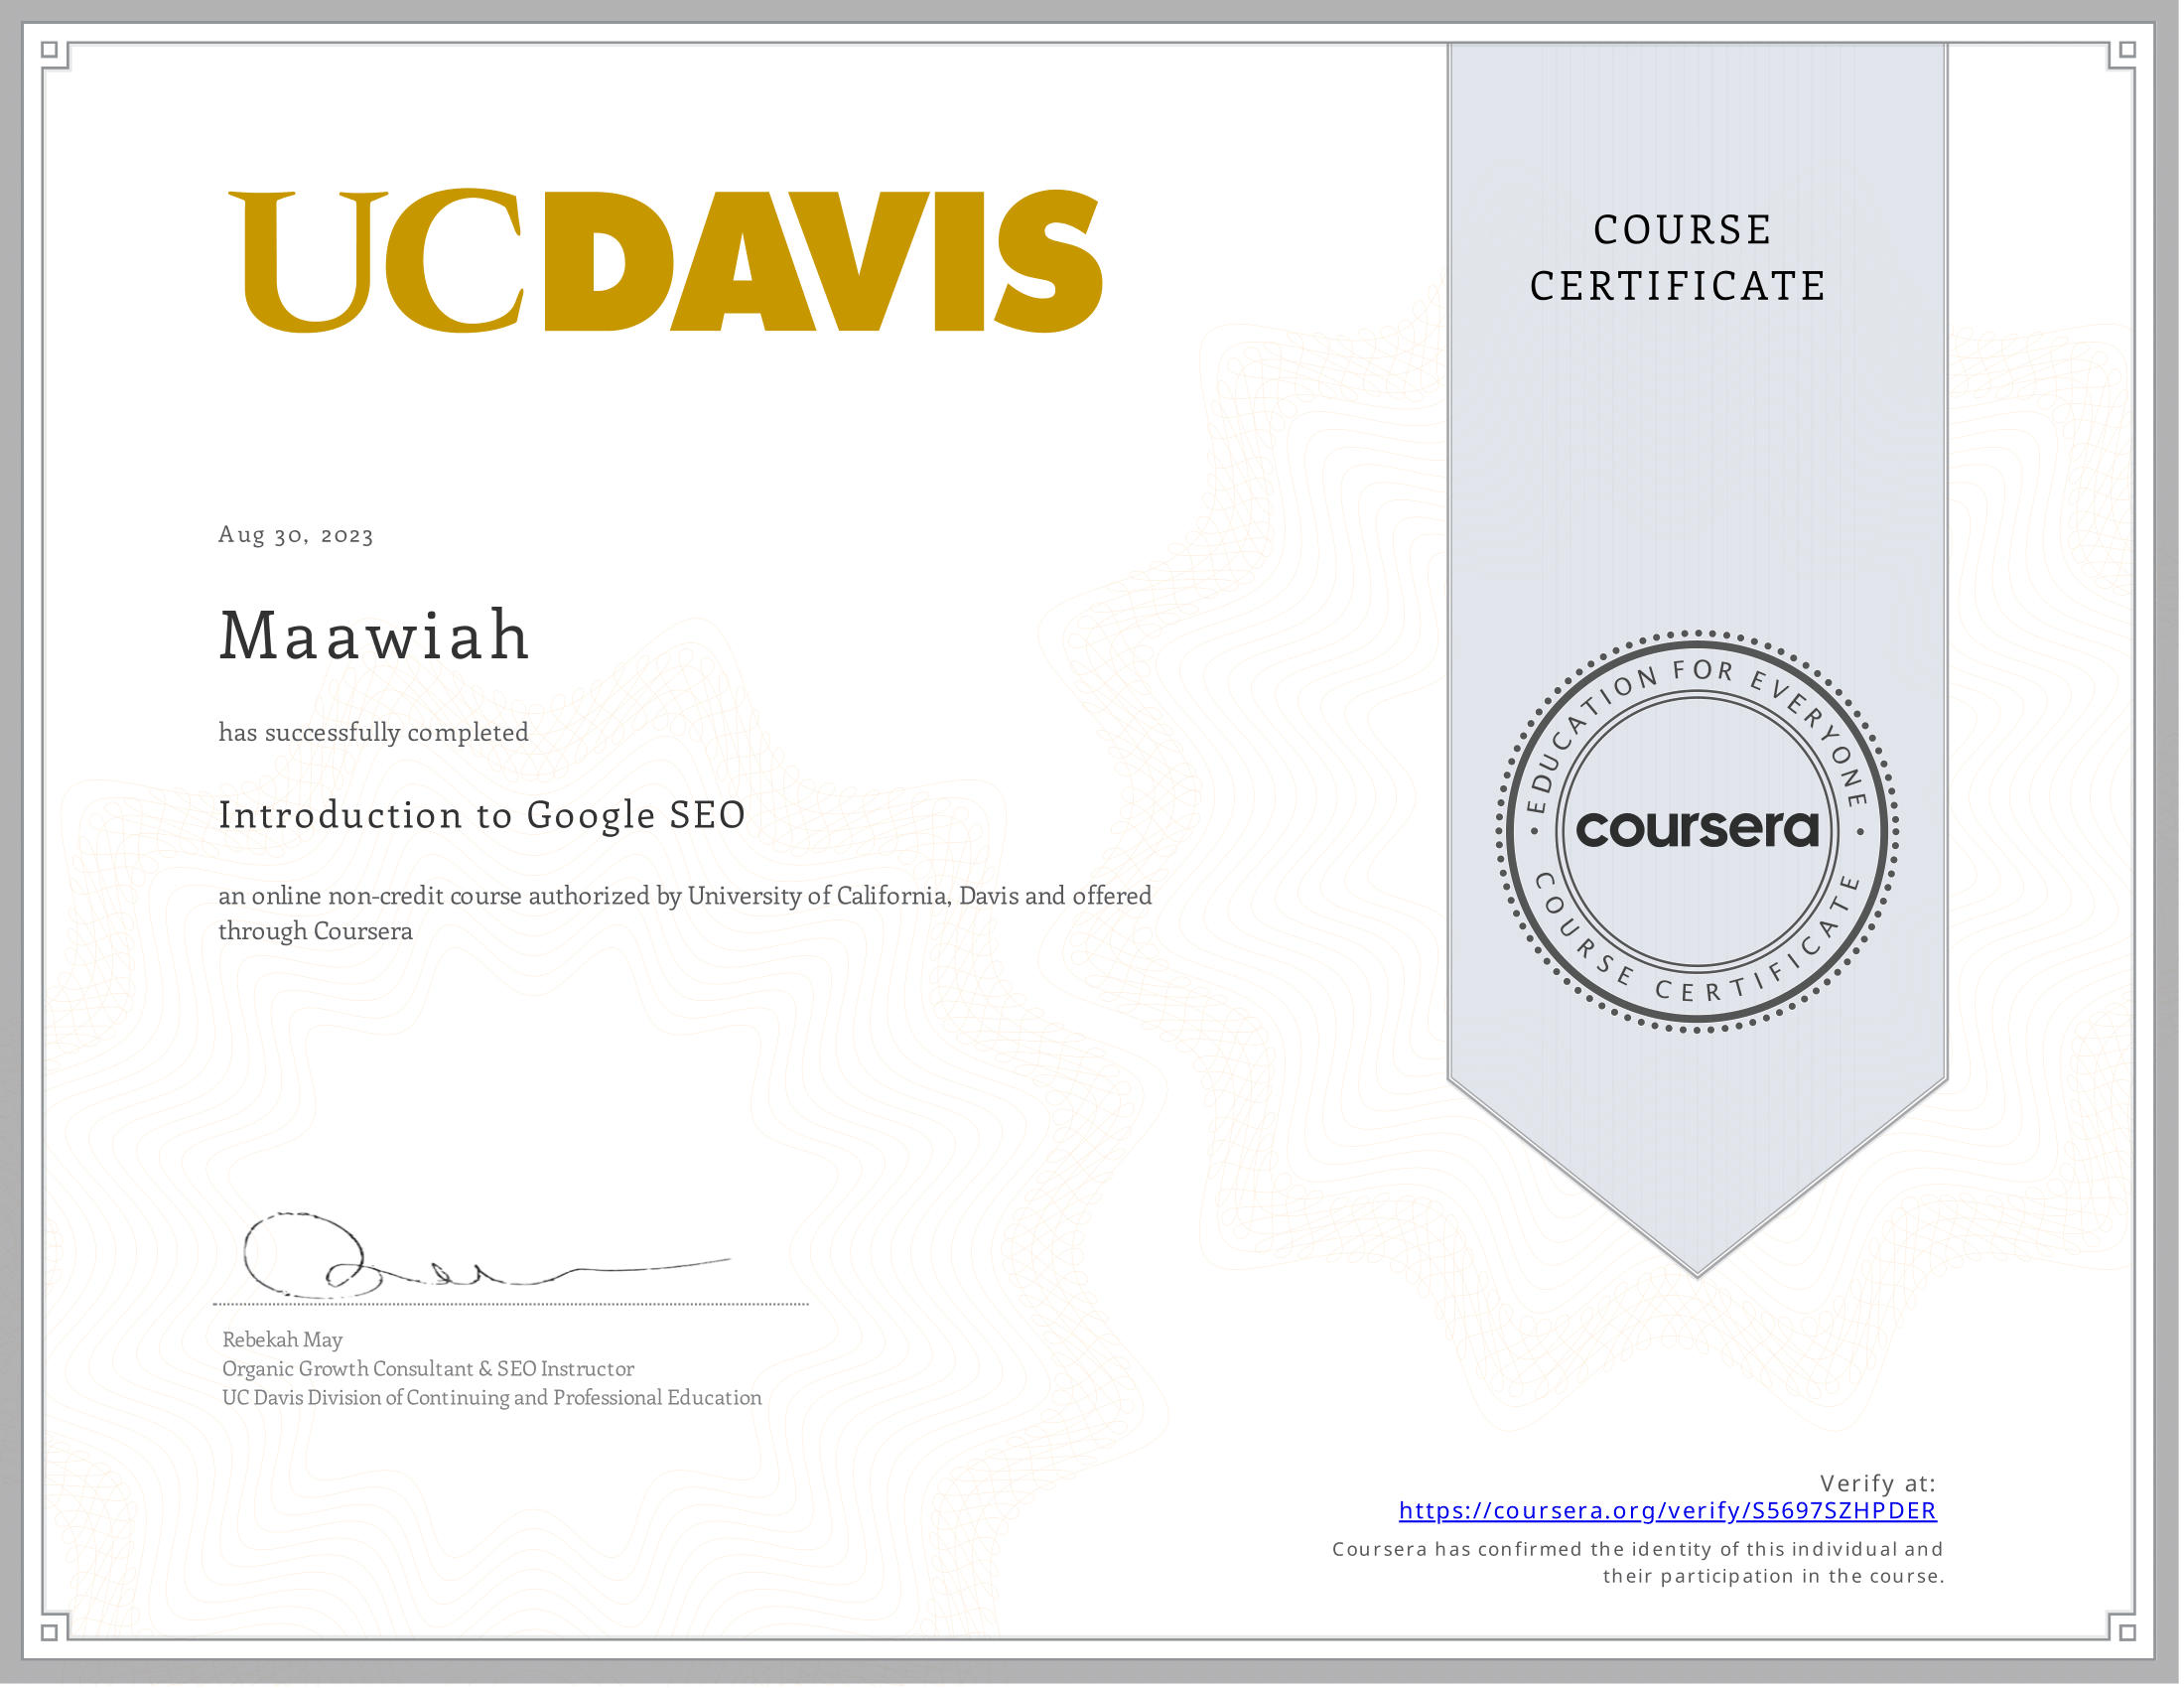 UCDAVIS
COURSE
CERTIFICATE
Aug 30, 2023
Maawiah
has successfully completed
Introduction to Google SEO
an online non-credit course authorized by University of California, Davis and offered
through Coursera
EDUCATION FOR EVERYONE
coursera
COURSE CERTIFICATE
Rebekah May
Organic Growth Consultant & SEO Instructor
UC Davis Division of Continuing and Professional Education
Verify at:
https://coursera.org/verify/S5697SZHPDER
Coursera has confirmed the identity of this individual and
their participation in the course.